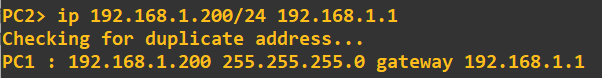 PC2> ip 192.168.1.200/24 192.168.1.1
Checking for duplicate address...
PC1 : 192.168.1.200 255.255.255.0 gateway 192.168.1.1